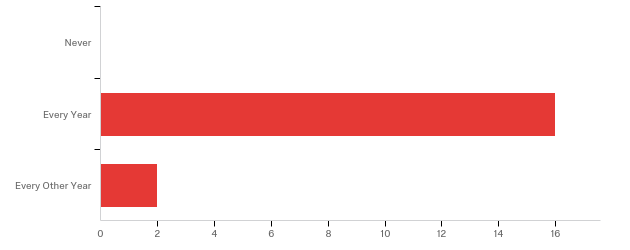 Never
Every Year
Every Other Year
0 2 4 6 8 10 12 14 16